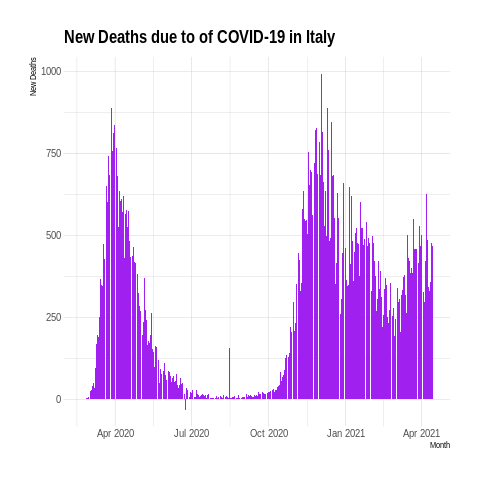 New Deaths due to of COVID-19 in Italy
New Deaths
1000
750
500
250
0
Apr 2020 Jul 2020 Oct 2020 Jan 2021 Apr 2021
Month